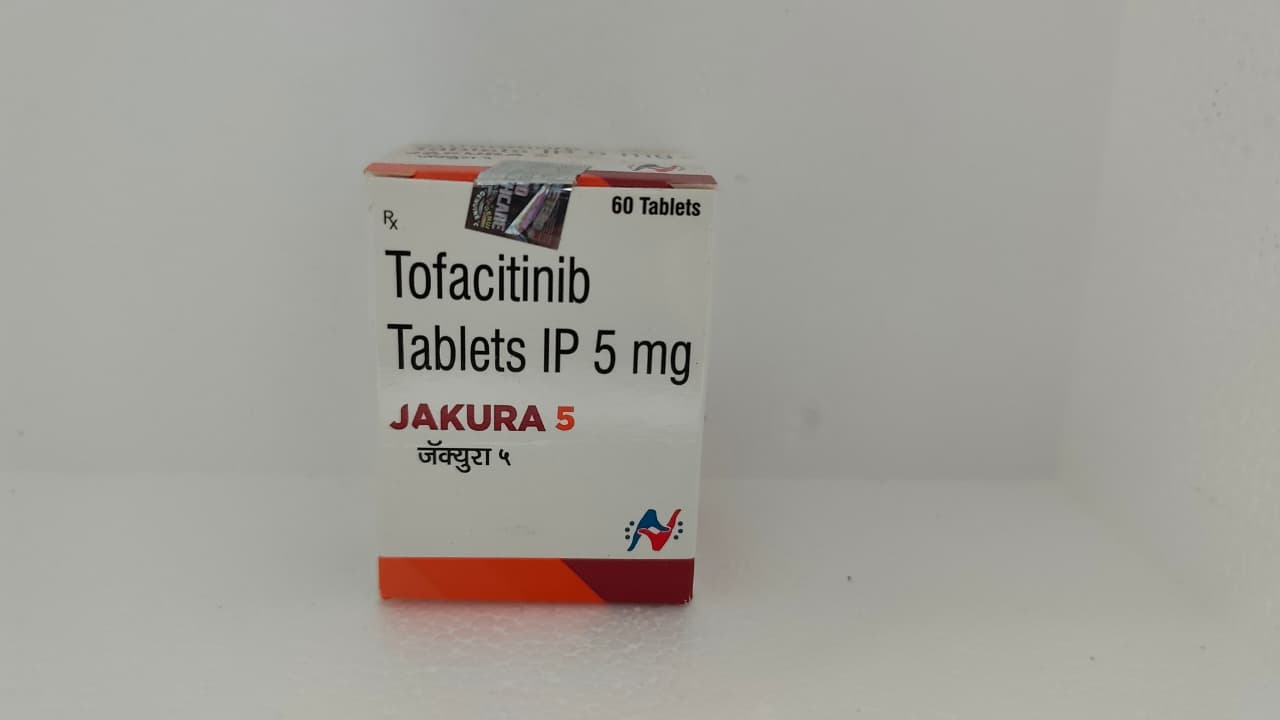 Rx
60 Tablets
Tofacitinib
Tablets IP 5 mg
JAKURA 5
जॅक्युरा ५